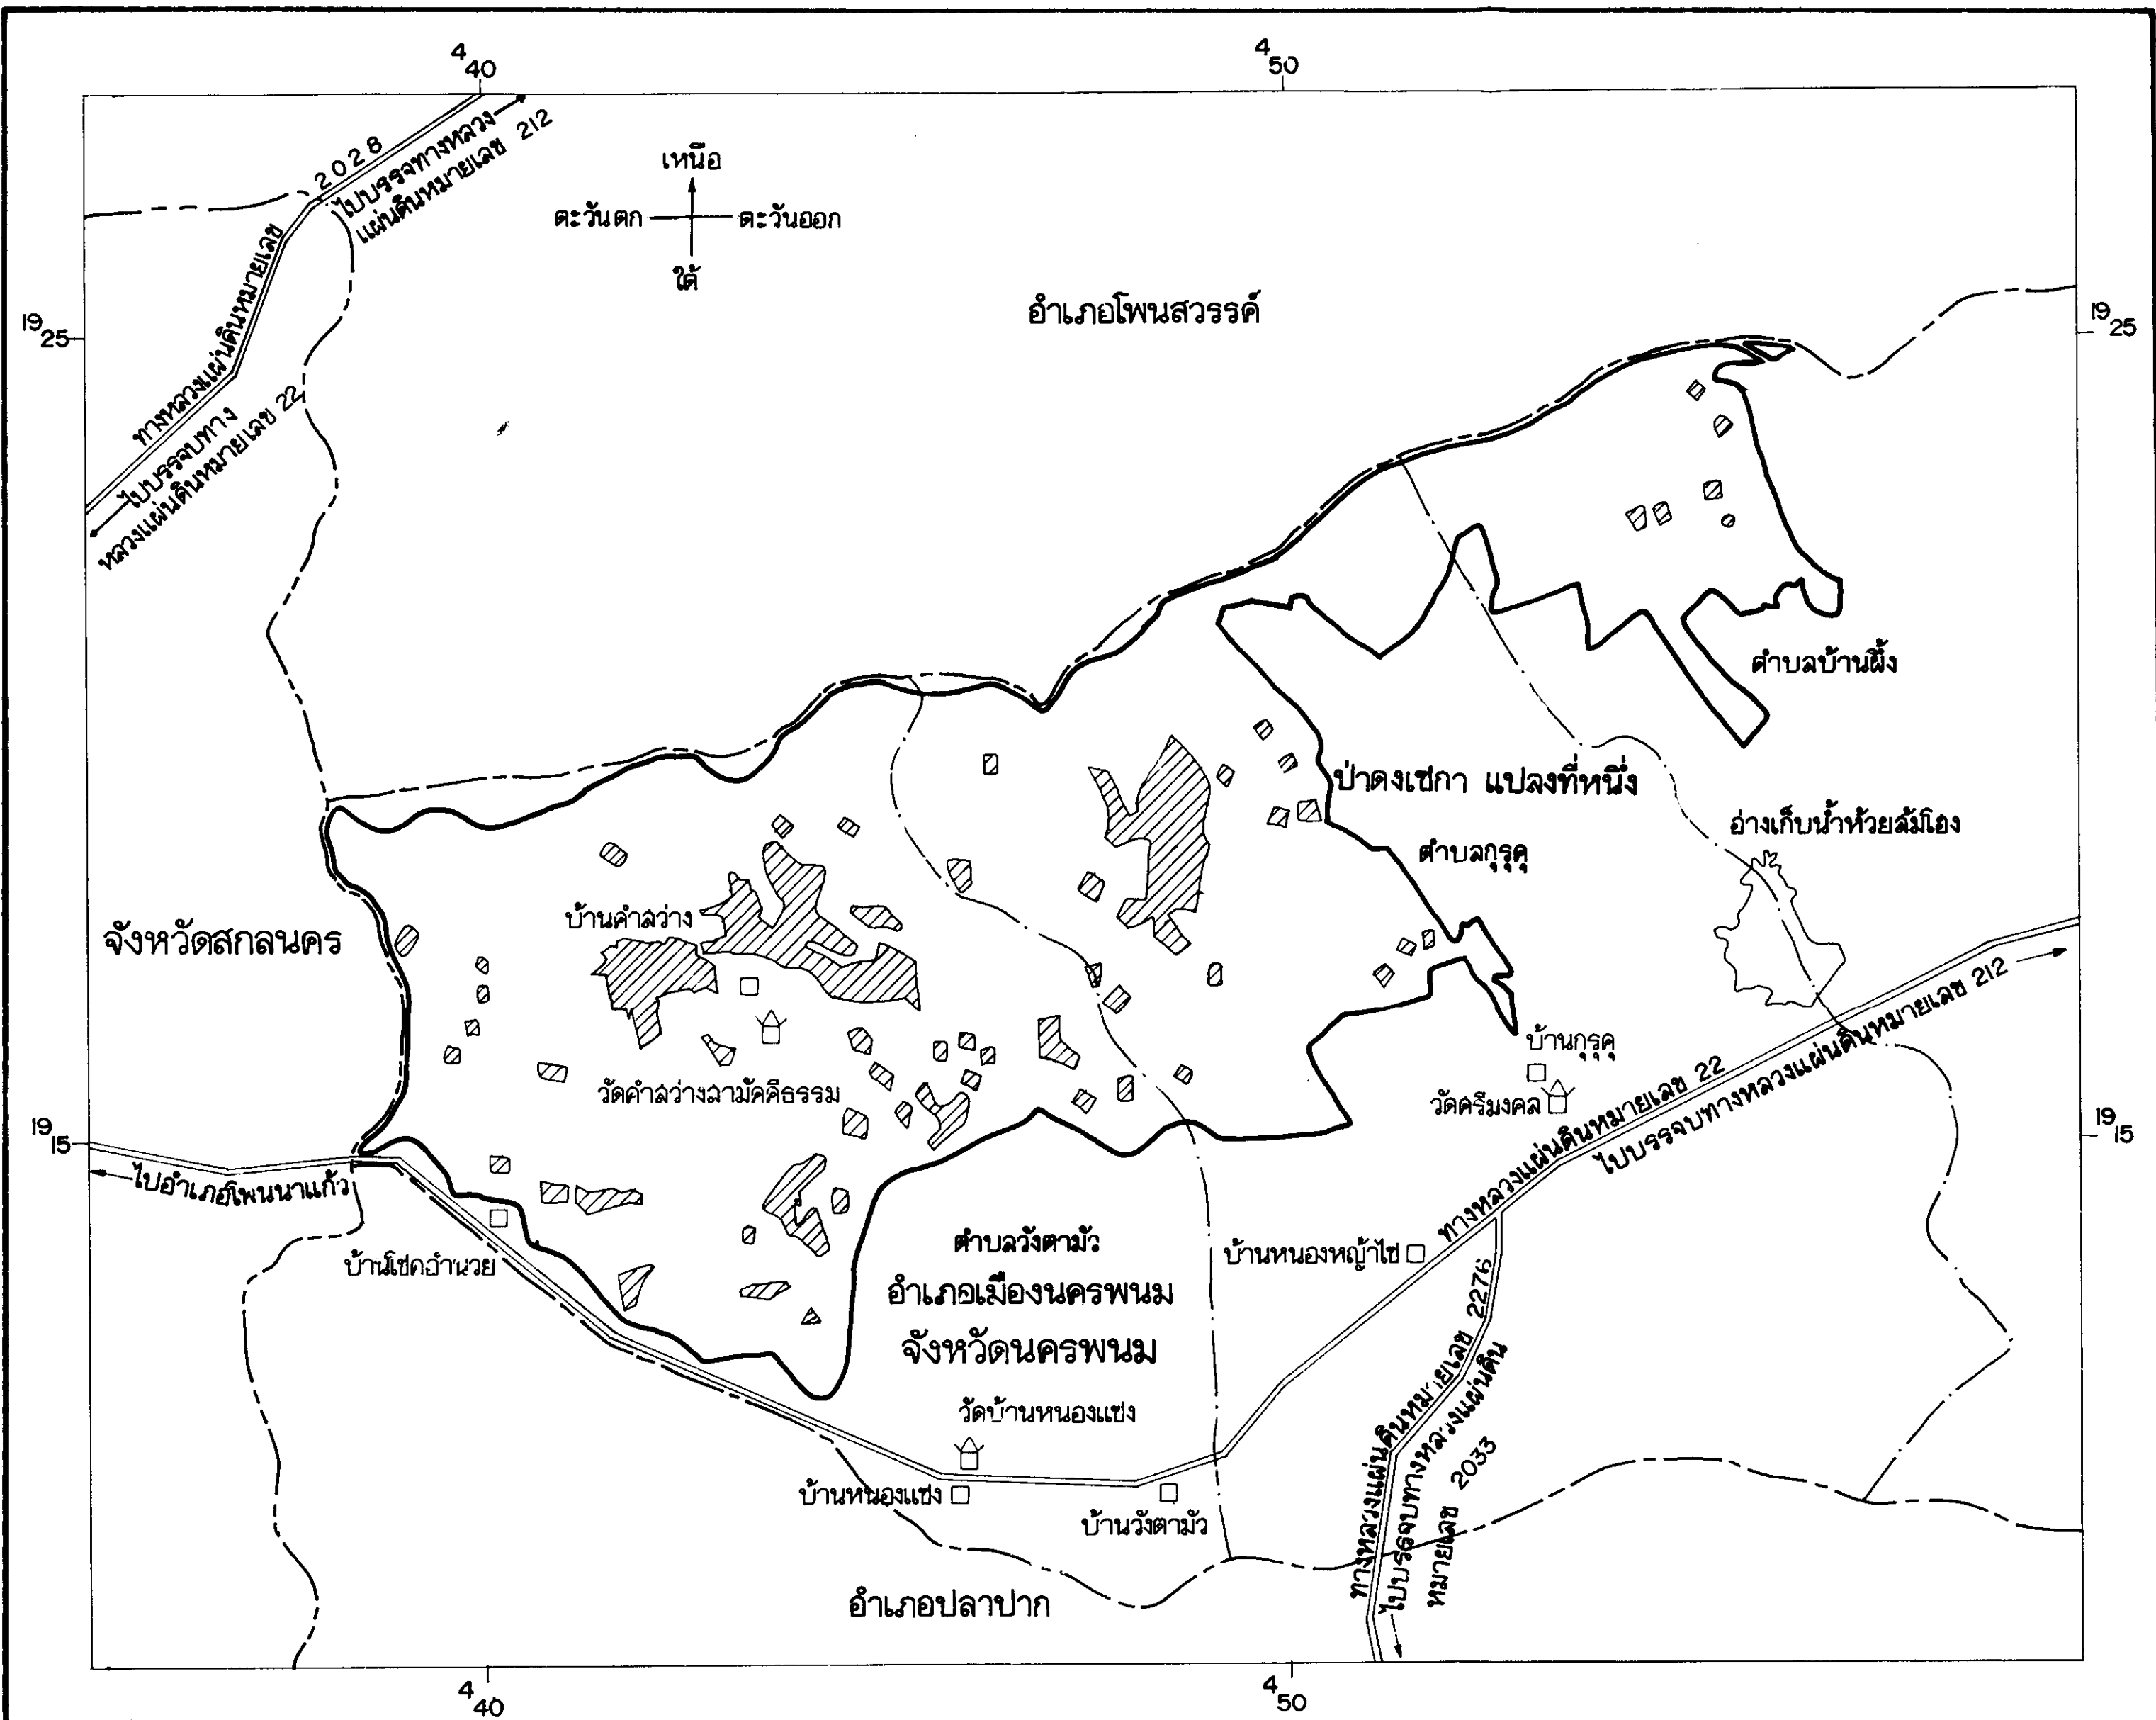 4 40
4 50
ทางหลวงแผ่นดินหมายเลข 2028
ไปบรรจบทางหลวง
แผ่นดินหมายเลข 212
เหนือ
ตะวันตก
ตะวันออก
ใต้
อำเภอโพนสวรรค์
19 25
19 25
ไปบรรจบทาง
หลวงแผ่นดินหมายเลข 22
ตำบลบ้านผึ้ง
ป่าดงเซกา แปลงที่หนึ่ง
อ่างเก็บน้ำห้วยส้มโฮง
ตำบลกุรุคุ
บ้านคำสว่าง
จังหวัดสกลนคร
วัดคำสว่างสามัคคีธรรม
บ้านกุรุคุ
วัดศรีมงคล
ทางหลวงแผ่นดินหมายเลข 22
ไปบรรจบทางหลวงแผ่นดินหมายเลข 212
19 15
19 15
ไปอำเภอโพนนาแก้ว
บ้านโชคอำนวย
ตำบลวังตามัว
อำเภอเมืองนครพนม
จังหวัดนครพนม
บ้านหนองหญ้าไซ
ทางหลวงแผ่นดินหมายเลข 2276
ไปบรรจบทางหลวงแผ่นดิน
หมายเลข 2033
วัดบ้านหนองแซง
บ้านหนองแซง
บ้านวังตามัว
อำเภอปลาปาก
4 40
4 50